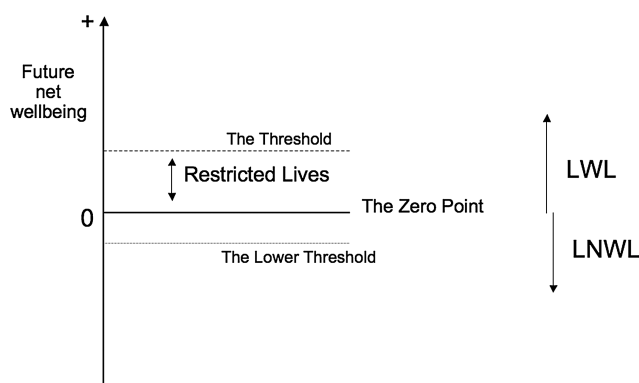 +
Future
net
wellbeing
The Threshold
Restricted Lives
LWL
The Zero Point
0
LNWL
The Lower Threshold